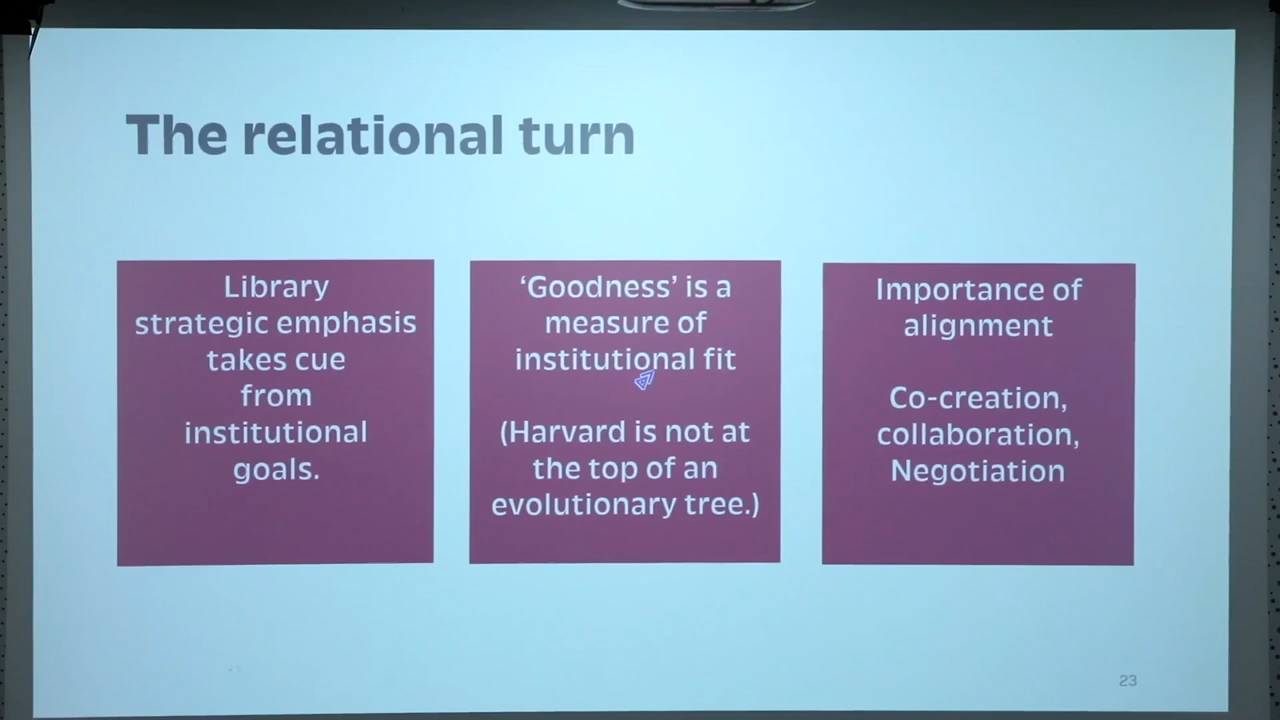 The relational turn
Library
strategic emphasis
takes cue
from
institutional
goals.
‘Goodness’ is a
measure of
institutional fit
(Harvard is not at
the top of an
evolutionary tree.)
Importance of
alignment
Co-creation,
collaboration,
Negotiation
23